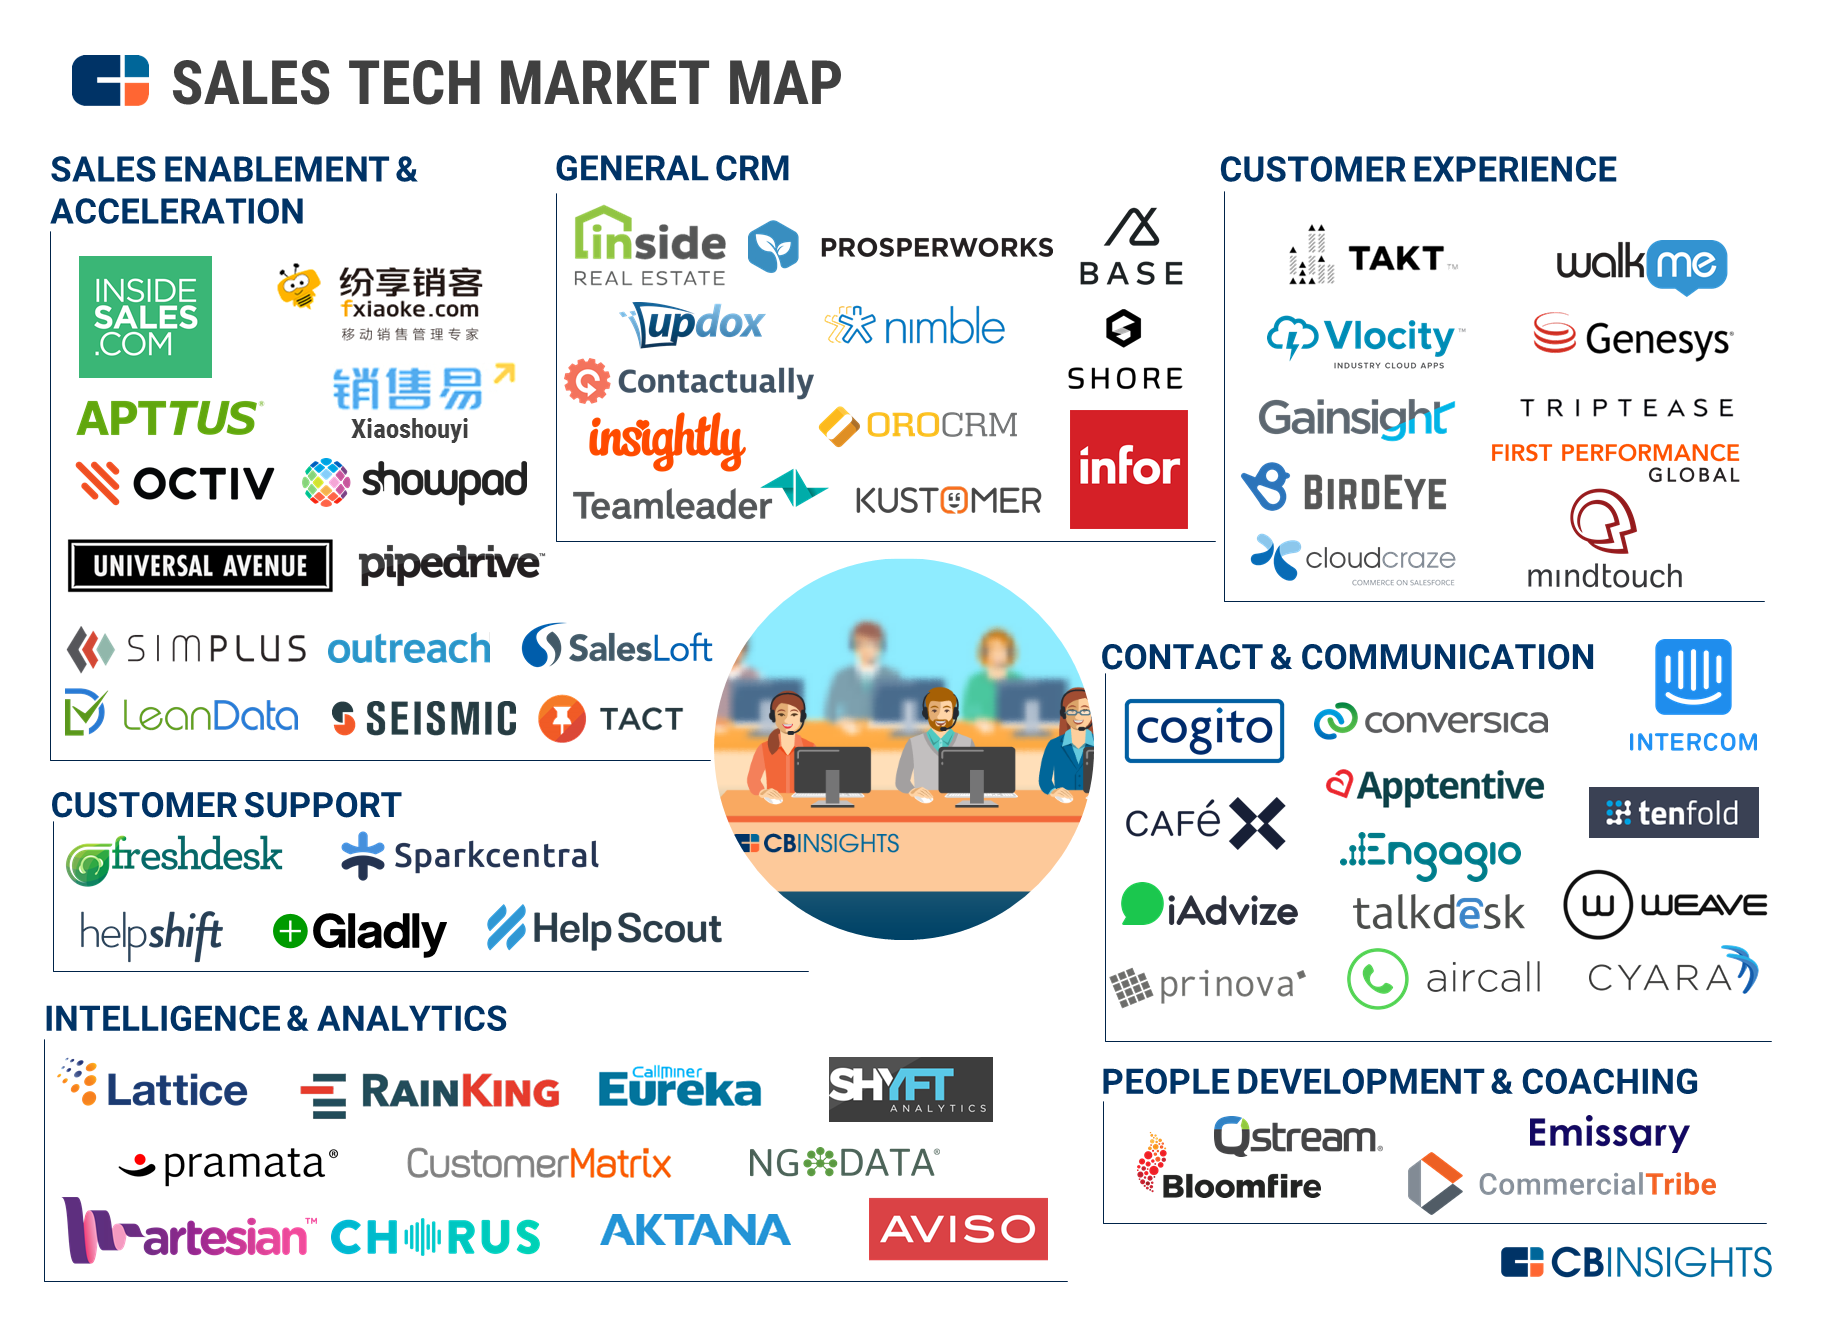 SALES TECH MARKET MAP
SALES ENABLEMENT &
ACCELERATION
INSIDE
SALES
.COM
纷享销客
fxiaoke.com
移动销售管理专家
APTTUS®
销售易
Xiaoshouyi
OCTIV
showpad
UNIVERSAL AVENUE
pipedrive™
SIMPLUS
outreach
SalesLoft
LeanData
SEISMIC
TACT
GENERAL CRM
inside
REAL ESTATE
PROSPERWORKS
BASE
updox
nimble
SHORE
Contactually
insightly
OROCRM
infor
Teamleader
KUSTOMER
CUSTOMER EXPERIENCE
TAKT™
walkme
Vlocity™
INDUSTRY CLOUD APPS
Genesys®
Gainsight
TRIPTEASE
FIRST PERFORMANCE
GLOBAL
BIRDEYE
cloudcraze
COMMERCE ON SALESFORCE
mindtouch
CBINSIGHTS
CUSTOMER SUPPORT
freshdesk
Sparkcentral
helpshift
Gladly
Help Scout
CONTACT & COMMUNICATION
cogito
conversica
INTERCOM
Apptentive
CAFéX
tenfold
Engagio
iAdvize
talkdesk
W WEAVE
prinova
aircall
CYARA
INTELLIGENCE & ANALYTICS
Lattice
RAINKING
CallMiner
EUREKA
SHYFT
ANALYTICS
pramata®
CustomerMatrix
NGDATA®
artesian™
CHORUS
AKTANA
AVISO
PEOPLE DEVELOPMENT & COACHING
Qstream®
Emissary
Bloomfire
CommercialTribe
CBINSIGHTS